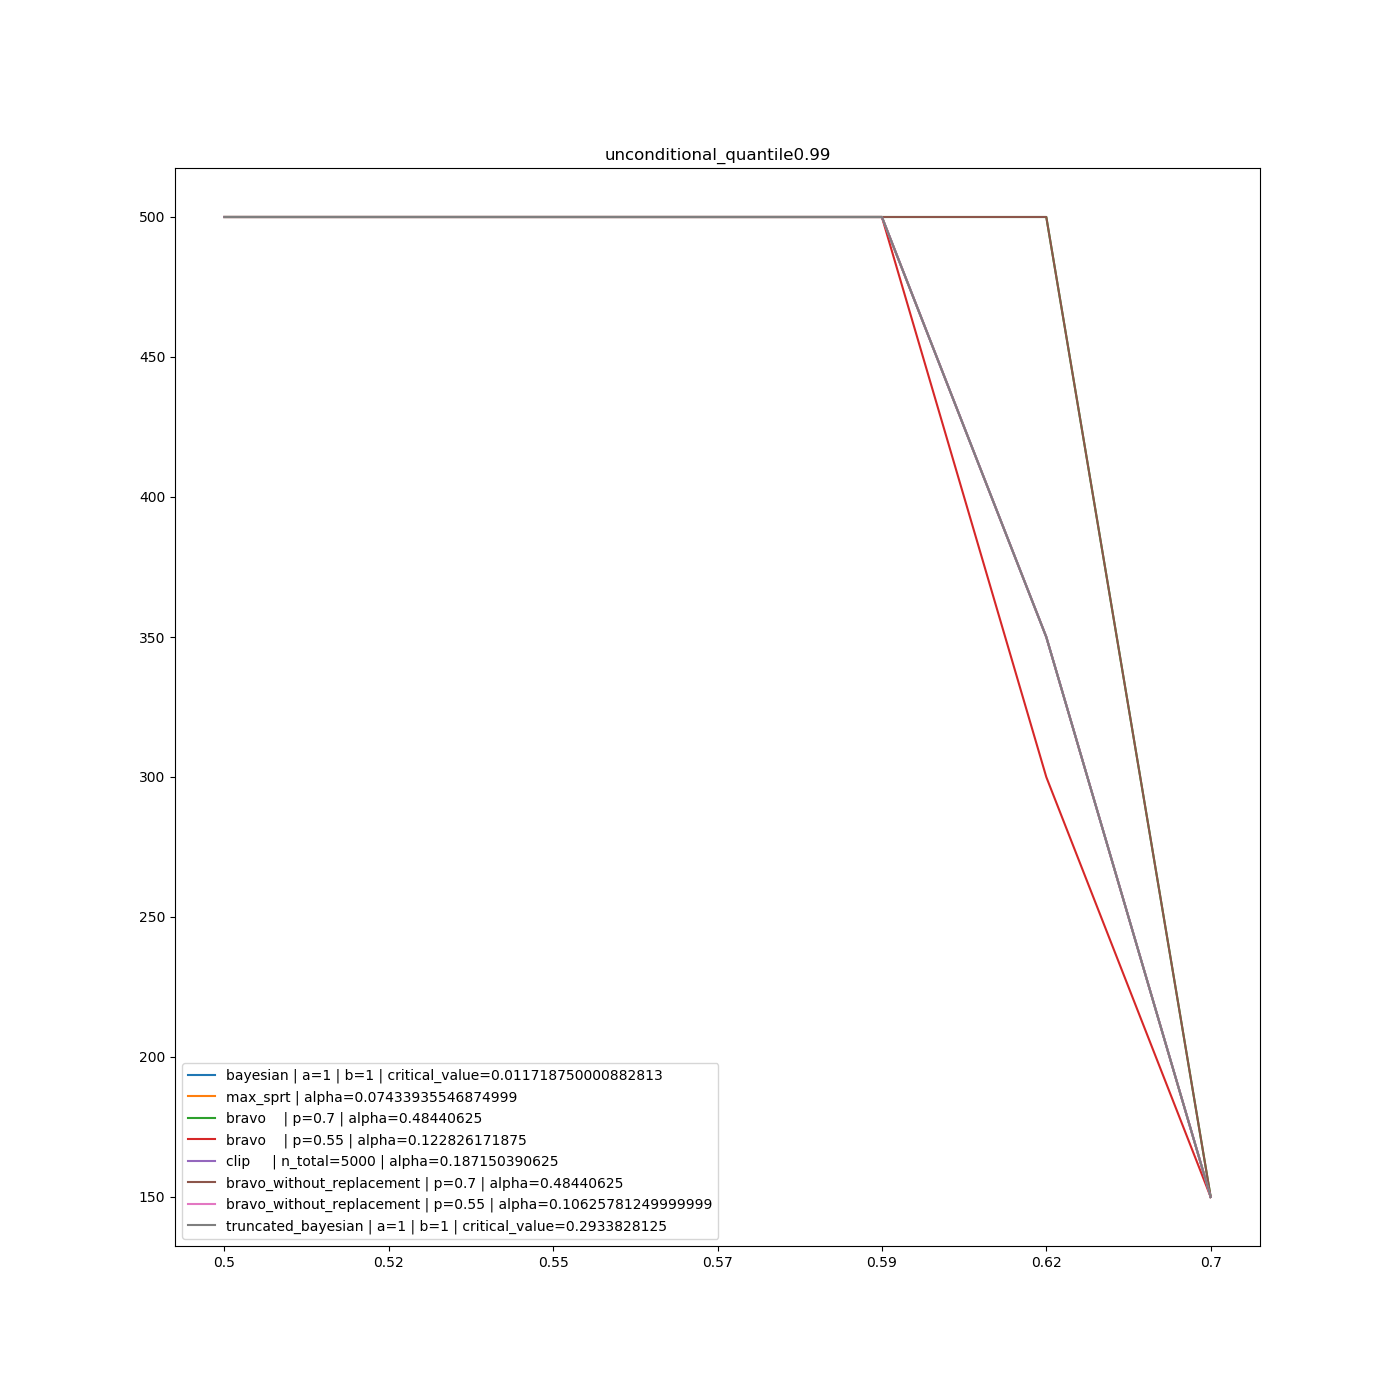 unconditional_quantile0.99
500
450
400
350
300
250
200
150
bayesian | a=1 | b=1 | critical_value=0.011718750000882813
max_sprt | alpha=0.07433935546874999
bravo | p=0.7 | alpha=0.48440625
bravo | p=0.55 | alpha=0.122826171875
clip | n_total=5000 | alpha=0.187150390625
bravo_without_replacement | p=0.7 | alpha=0.48440625
bravo_without_replacement | p=0.55 | alpha=0.10625781249999999
truncated_bayesian | a=1 | b=1 | critical_value=0.2933828125
0.5 0.52 0.55 0.57 0.59 0.62 0.7